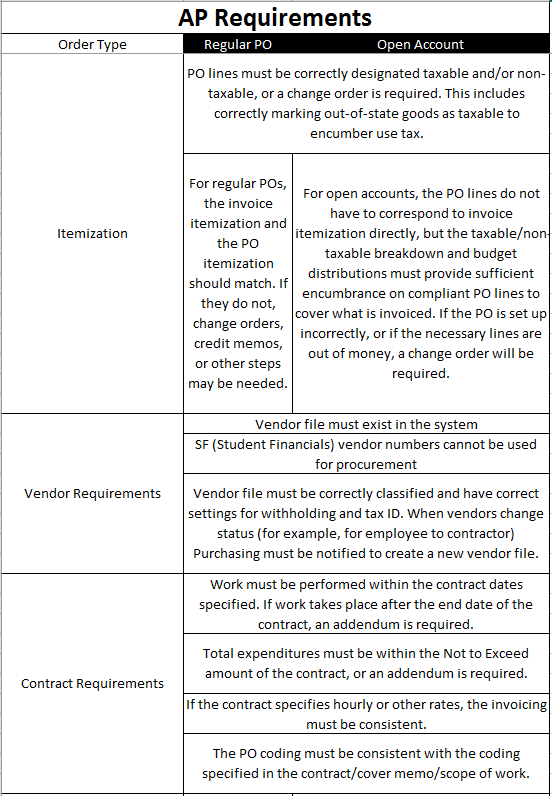 AP Requirements
Order Type
Regular PO
Open Account
Itemization
PO lines must be correctly designated taxable and/or non-
taxable, or a change order is required. This includes
correctly marking out-of-state goods as taxable to
encumber use tax.
For regular POs,
the invoice
itemization and
the PO
itemization
should match. If
they do not,
change orders,
credit memos,
or other steps
may be needed.
For open accounts, the PO lines do not
have to correspond to invoice
itemization directly, but the taxable/non-
taxable breakdown and budget
distributions must provide sufficient
encumbrance on compliant PO lines to
cover what is invoiced. If the PO is set up
incorrectly, or if the necessary lines are
out of money, a change order will be
required.
Vendor Requirements
Vendor file must exist in the system
SF (Student Financials) vendor numbers cannot be used
for procurement
Vendor file must be correctly classified and have correct
settings for withholding and tax ID. When vendors change
status (for example, for employee to contractor)
Purchasing must be notified to create a new vendor file.
Contract Requirements
Work must be performed within the contract dates
specified. If work takes place after the end date of the
contract, an addendum is required.
Total expenditures must be within the Not to Exceed
amount of the contract, or an addendum is required.
If the contract specifies hourly or other rates, the invoicing
must be consistent.
The PO coding must be consistent with the coding
specified in the contract/cover memo/scope of work.